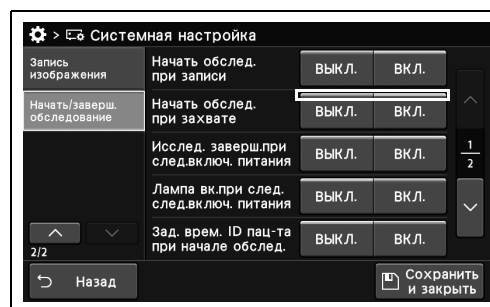 > Системная настройка
Запись
изображения
Начать/заверш.
обследование
2/2
Начать обслед.
при записи
ВЫКЛ. ВКЛ.
Начать обслед.
при захвате
ВЫКЛ. ВКЛ.
Исслед. заверш.при
след.включ. питания
ВЫКЛ. ВКЛ.
Лампа вк.при след.
след.включ. питания
ВЫКЛ. ВКЛ.
Зад. врем. ID пац-та
при начале обслед.
ВЫКЛ. ВКЛ.
1
2
Назад
Сохранить
и закрыть